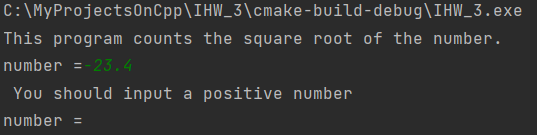 C:\MyProjectsOnCpp\IHW_3\cmake-build-debug\IHW_3.exe
This program counts the square root of the number.
number =-23.4
 You should input a positive number
number =